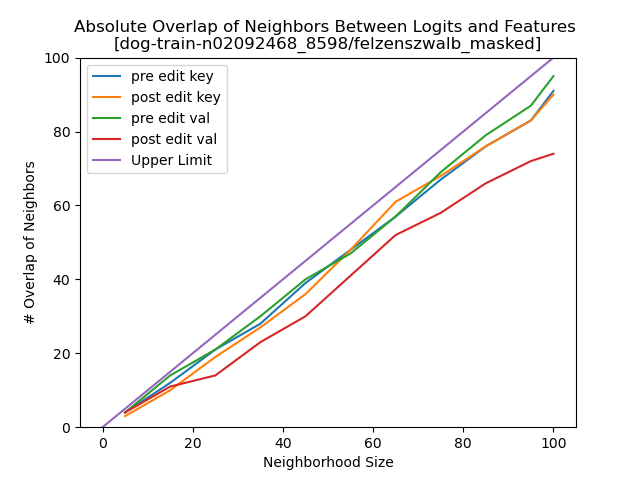 Absolute Overlap of Neighbors Between Logits and Features
[dog-train-n02092468_8598/felzenszwalb_masked]
pre edit key
post edit key
pre edit val
post edit val
Upper Limit
# Overlap of Neighbors
100
80
60
40
20
0
0 20 40 60 80 100
Neighborhood Size